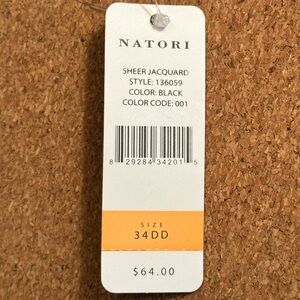 NATORI
SHEER JACQUARD
STYLE: 136059
COLOR: BLACK
COLOR CODE: 001
8 29284 34201 5
SIZE
34DD
$64.00